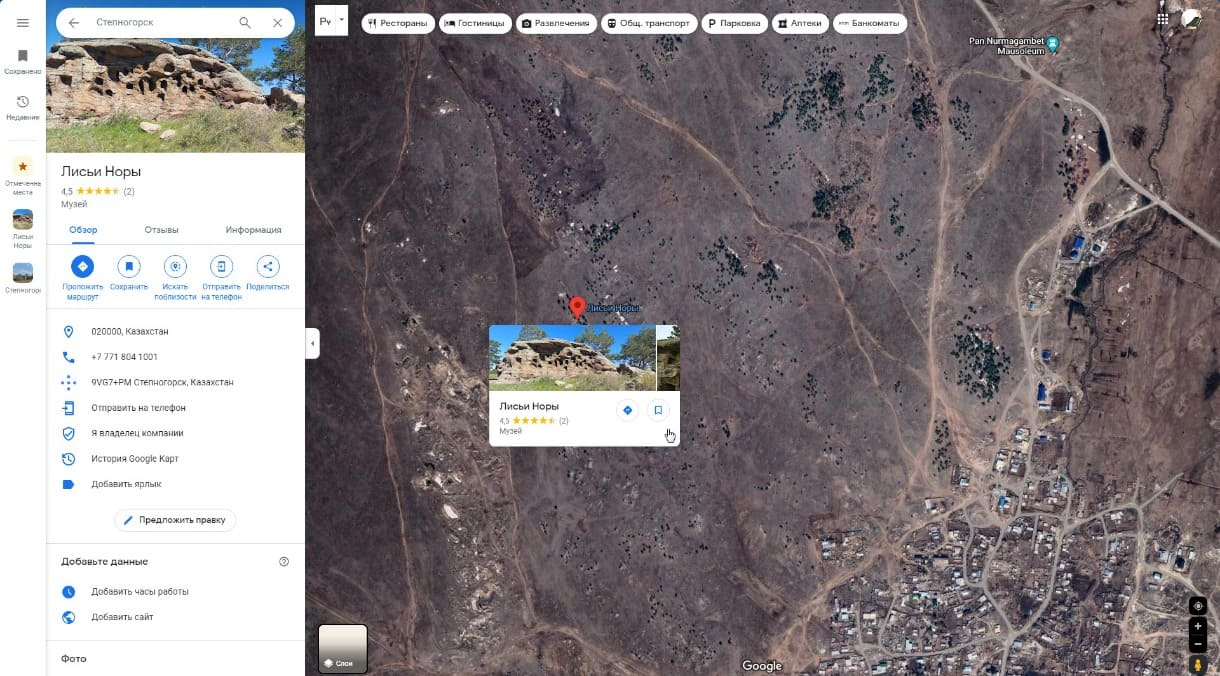 Степногорск
Сохранено
Недавние
Отмеченна
места
Лисьи
Норы
Степногорс
Лисьи Норы
4,5 (2)
Музей
Обзор Отзывы Информация
Проложить маршрут
Сохранить
Искать поблизости
Отправить на телефон
Поделиться
020000, Казахстан
+7 771 804 1001
9VG7+PM Степногорск, Казахстан
Отправить на телефон
Я владелец компании
История Google Карт
Добавить ярлык
Предложить правку
Добавьте данные
Добавить часы работы
Добавить сайт
Фото
Рестораны Гостиницы Развлечения Общ. транспорт Парковка Аптеки Банкоматы
Pan Nurmagambet
Mausoleum
Лисьи Норы
Лисьи Норы
4,5 (2)
Музей
Слои
Google